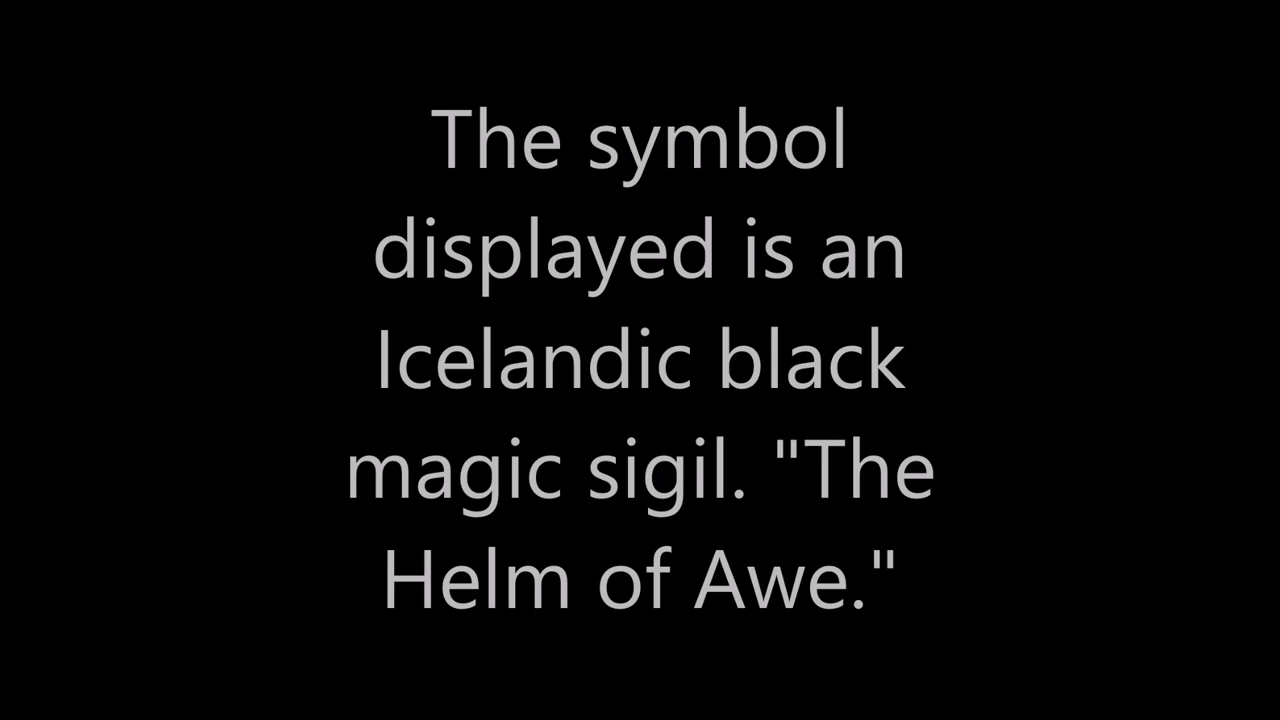 The symbol
displayed is an
Icelandic black
magic sigil. "The
Helm of Awe."